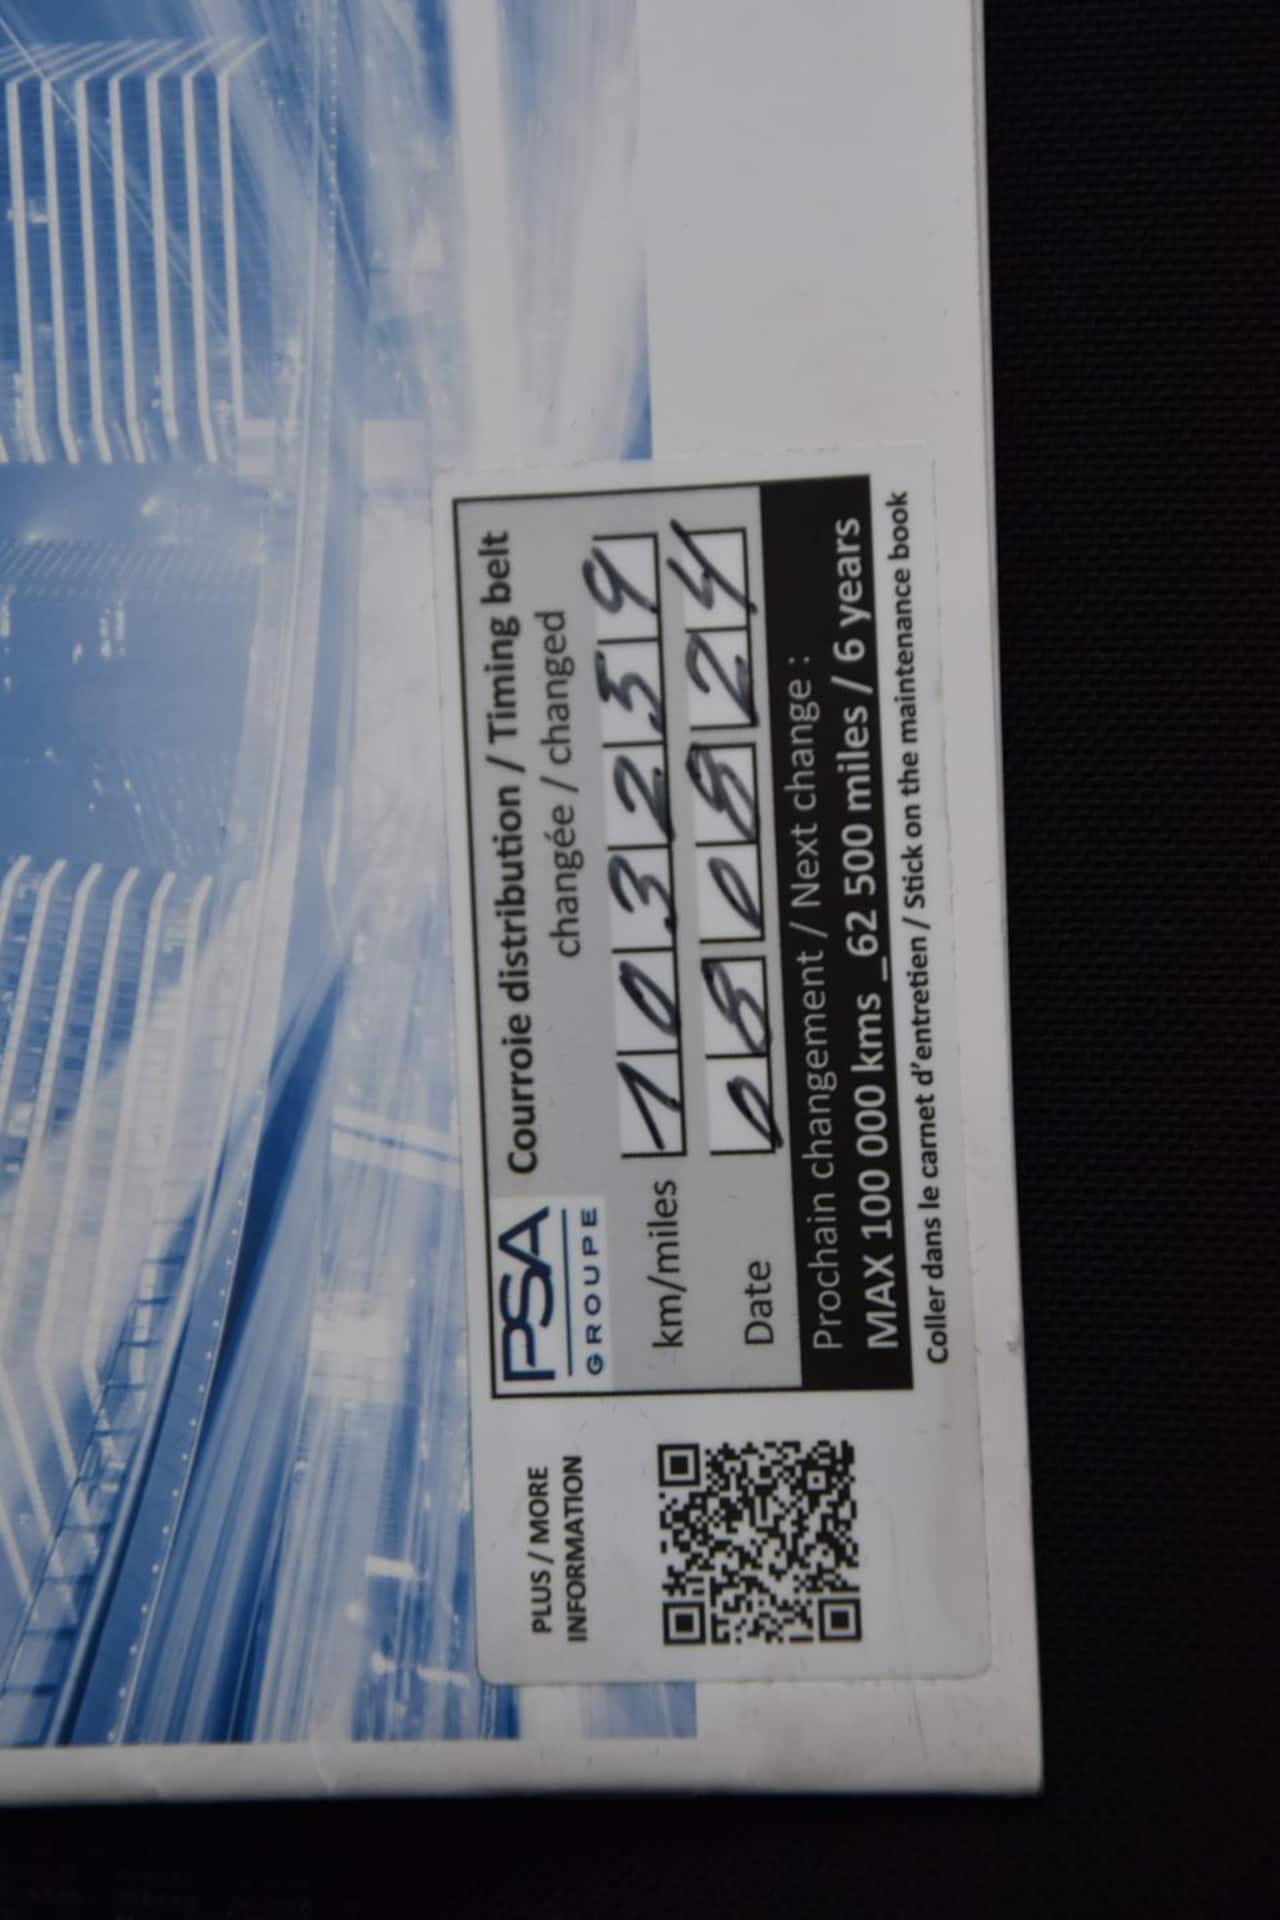 PSA
GROUPE
Courroie distribution / Timing belt
changée / changed
km/miles 103259
Date 08 08 24
Prochain changement / Next change :
MAX 100 000 kms _62 500 miles / 6 years
Coller dans le carnet d'entretien / Stick on the maintenance book
PLUS / MORE
INFORMATION